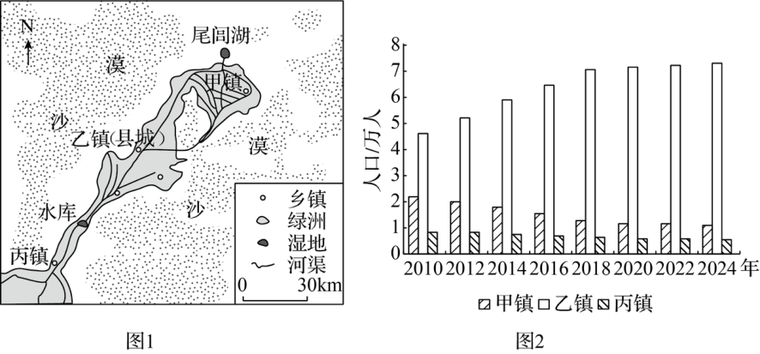 N
尾闾湖
漠
甲镇
沙
乙镇(县城)
漠
沙
水库
丙镇
乡镇
绿洲
湿地
河渠
0 30km
图1
人口/万人
8
7
6
5
4
3
2
1
0
2010 2012 2014 2016 2018 2020 2022 2024 年
甲镇 乙镇 丙镇
图2